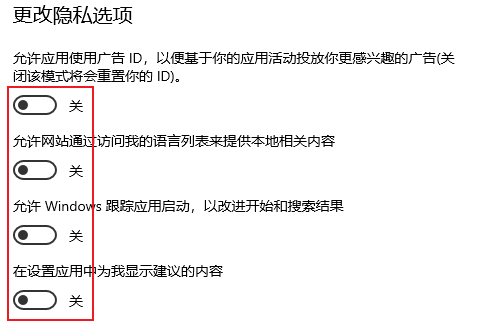 更改隐私选项
允许应用使用广告 ID，以便基于你的应用活动投放你更感兴趣的广告(关
闭该模式将会重置你的 ID)。
关
允许网站通过访问我的语言列表来提供本地相关内容
关
允许 Windows 跟踪应用启动，以改进开始和搜索结果
关
在设置应用中为我显示建议的内容
关